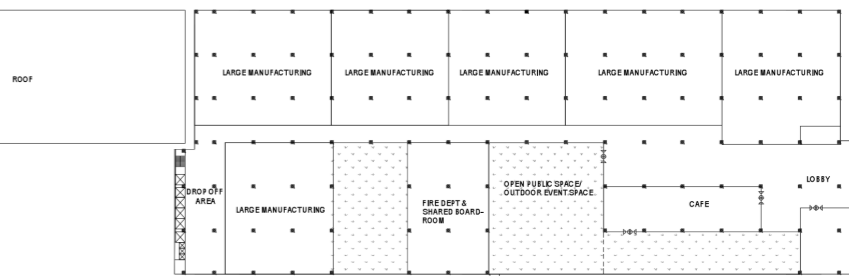 ROOF
LARGE MANUFACTURING
LARGE MANUFACTURING
LARGE MANUFACTURING
LARGE MANUFACTURING
LARGE MANUFACTURING
DROP OFF
AREA
LARGE MANUFACTURING
FIRE DEPT &
SHARED BOARD-
ROOM
OPEN PUBLIC SPACE/
OUTDOOR EVENT SPACE
CAFE
LOBBY